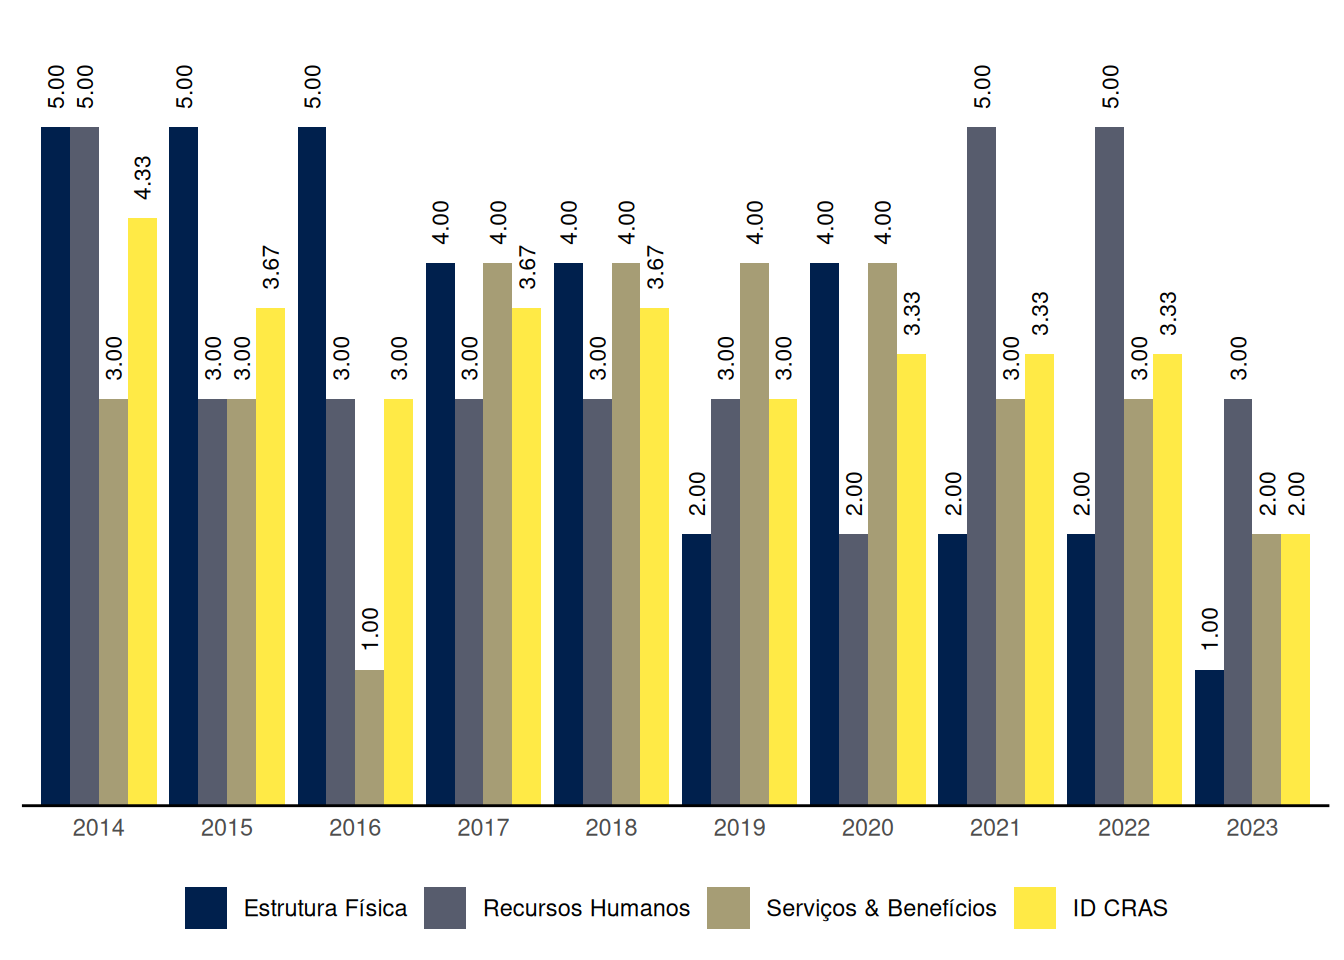 5.00 5.00 5.00 5.00 5.00 5.00
4.33
4.00 4.00 4.00 4.00 4.00 4.00 4.00
3.67 3.67 3.67
3.33 3.33 3.33
3.00 3.00 3.00 3.00 3.00 3.00 3.00 3.00 3.00 3.00 3.00 3.00
2.00 2.00 2.00 2.00 2.00 2.00
1.00 1.00
2014 2015 2016 2017 2018 2019 2020 2021 2022 2023
Estrutura Física Recursos Humanos Serviços & Benefícios ID CRAS